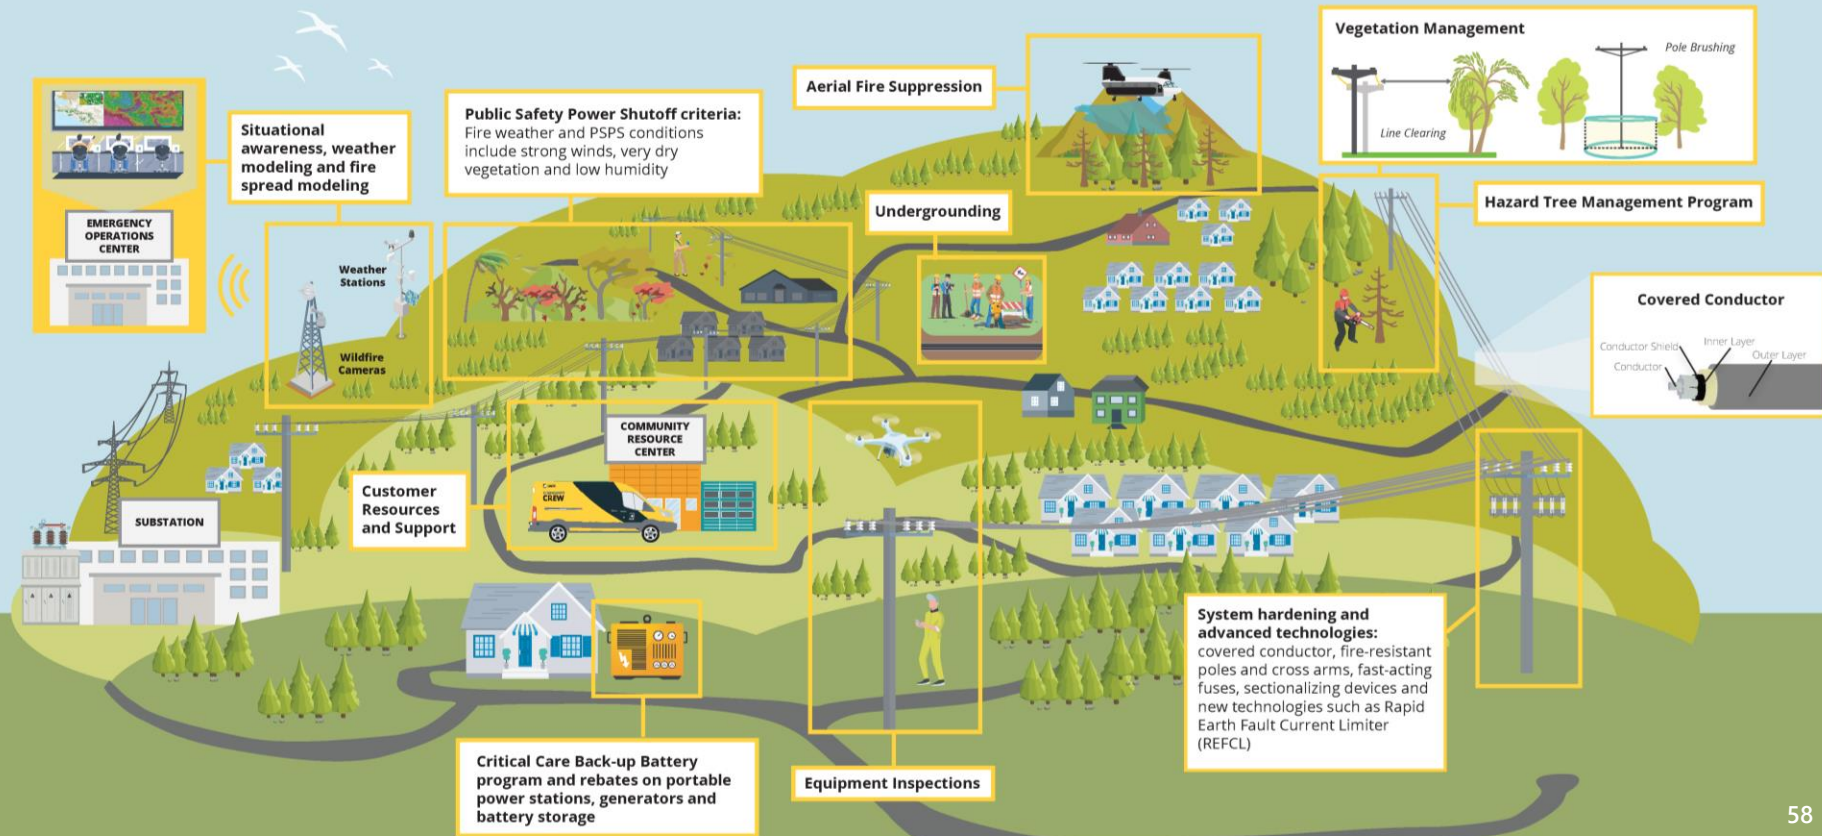 EMERGENCY
OPERATIONS
CENTER
Situational
awareness, weather
modeling and fire
spread modeling
Weather
Stations
Wildfire
Cameras
Public Safety Power Shutoff criteria:
Fire weather and PSPS conditions
include strong winds, very dry
vegetation and low humidity
Aerial Fire Suppression
Undergrounding
Vegetation Management
Pole Brushing
Line Clearing
Hazard Tree Management Program
Covered Conductor
Conductor Shield
Inner Layer
Outer Layer
Conductor
SUBSTATION
Customer
Resources
and Support
COMMUNITY
RESOURCE
CENTER
CREW
System hardening and
advanced technologies:
covered conductor, fire-resistant
poles and cross arms, fast-acting
fuses, sectionalizing devices and
new technologies such as Rapid
Earth Fault Current Limiter
(REFCL)
Critical Care Back-up Battery
program and rebates on portable
power stations, generators and
battery storage
Equipment Inspections
58